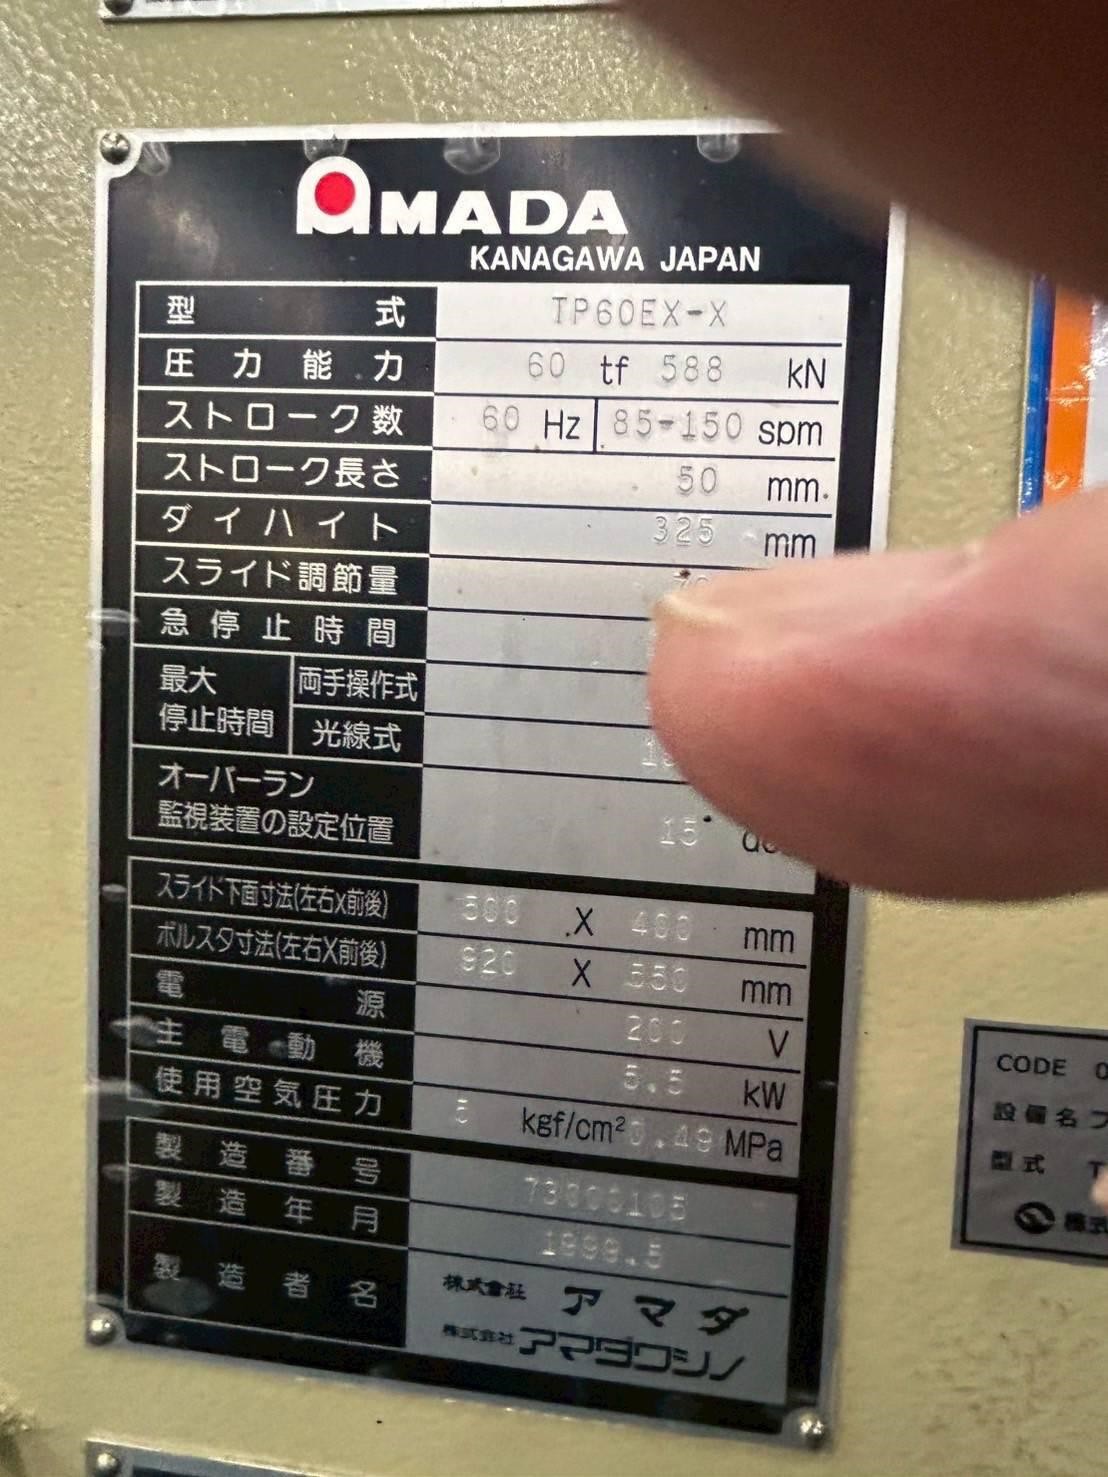 AMADA
KANAGAWA JAPAN
型式 TP60EX-X
圧力能力 60 tf 588 kN
ストローク数 60 Hz 85-150 spm
ストローク長さ 50 mm
ダイハイト 325 mm
スライド調節量
急停止時間
最大停止時間 両手操作式
光線式
オーバーラン
監視装置の設定位置 15°
スライド下面寸法(左右X前後) 500 X 400 mm
ボルスタ寸法(左右X前後) 920 X 550 mm
電源 200 V
主電動機 5.5 kW
使用空気圧力 5 kgf/cm² 0.49 MPa
製造番号
製造年月 1999.5
製造者名 株式会社 アマダ
株式会社 アマダワシノ
CODE
設備名
型式